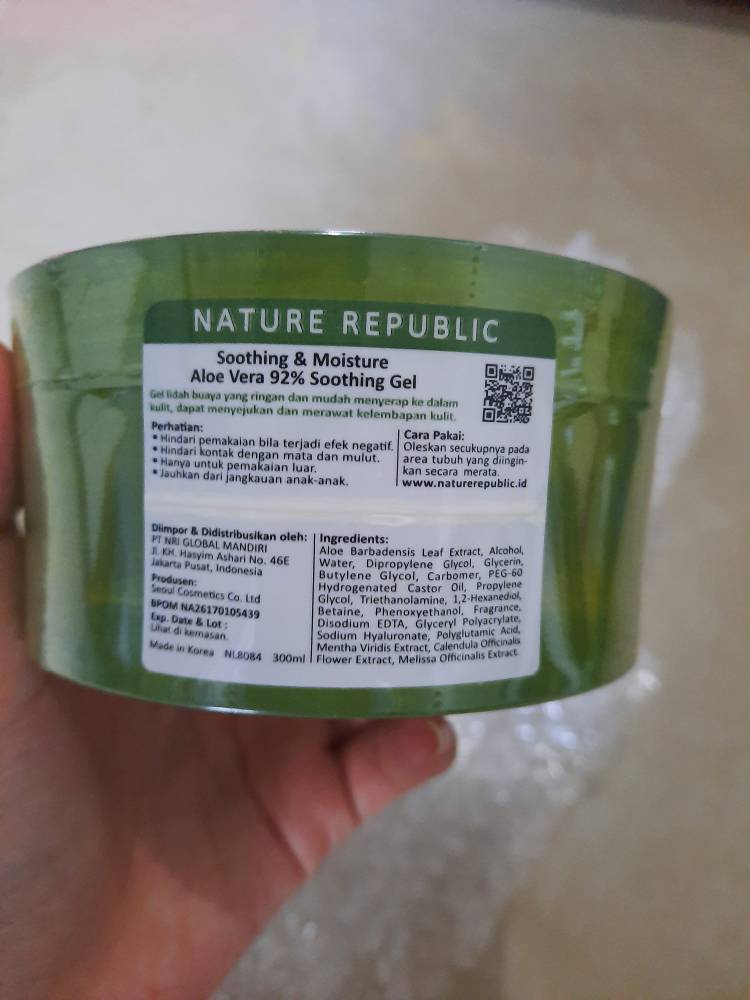 NATURE REPUBLIC
Soothing & Moisture
Aloe Vera 92% Soothing Gel
Gel lidah buaya yang ringan dan mudah menyerap ke dalam
kulit, dapat menyejukan dan merawat kelembapan kulit.
Perhatian:
• Hindari pemakaian bila terjadi efek negatif.
• Hindari kontak dengan mata dan mulut.
• Hanya untuk pemakaian luar.
• Jauhkan dari jangkauan anak-anak.
Cara Pakai:
Oleskan secukupnya pada
area tubuh yang diingin-
kan secara merata.
www.naturerepublic.id
Diimpor & Didistribusikan oleh:
PT NRI GLOBAL MANDIRI
Jl. KH. Hasyim Ashari No. 46E
Jakarta Pusat, Indonesia
Produsen:
Seoul Cosmetics Co. Ltd
BPOM NA26170105439
Exp. Date & Lot :
Lihat di kemasan.
Made in Korea NL8084 300ml
Ingredients:
Aloe Barbadensis Leaf Extract, Alcohol,
Water, Dipropylene Glycol, Glycerin,
Butylene Glycol, Carbomer, PEG-60
Hydrogenated Castor Oil, Propylene
Glycol, Triethanolamine, 1,2-Hexanediol,
Betaine, Phenoxyethanol, Fragrance,
Disodium EDTA, Glyceryl Polyacrylate,
Sodium Hyaluronate, Polyglutamic Acid,
Mentha Viridis Extract, Calendula Officinalis
Flower Extract, Melissa Officinalis Extract.